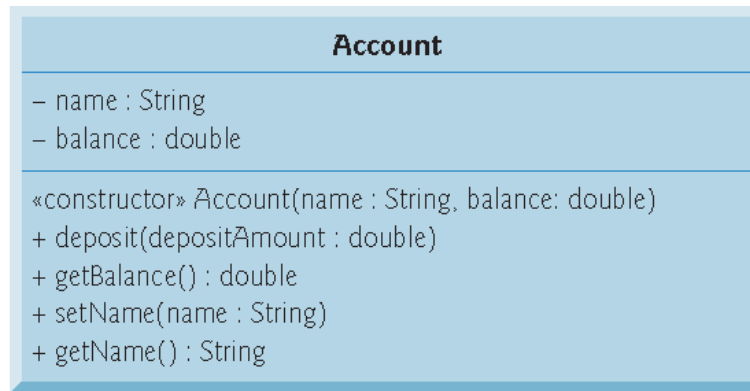 Account
– name : String
– balance : double
«constructor» Account(name : String, balance: double)
+ deposit(depositAmount : double)
+ getBalance() : double
+ setName(name : String)
+ getName() : String